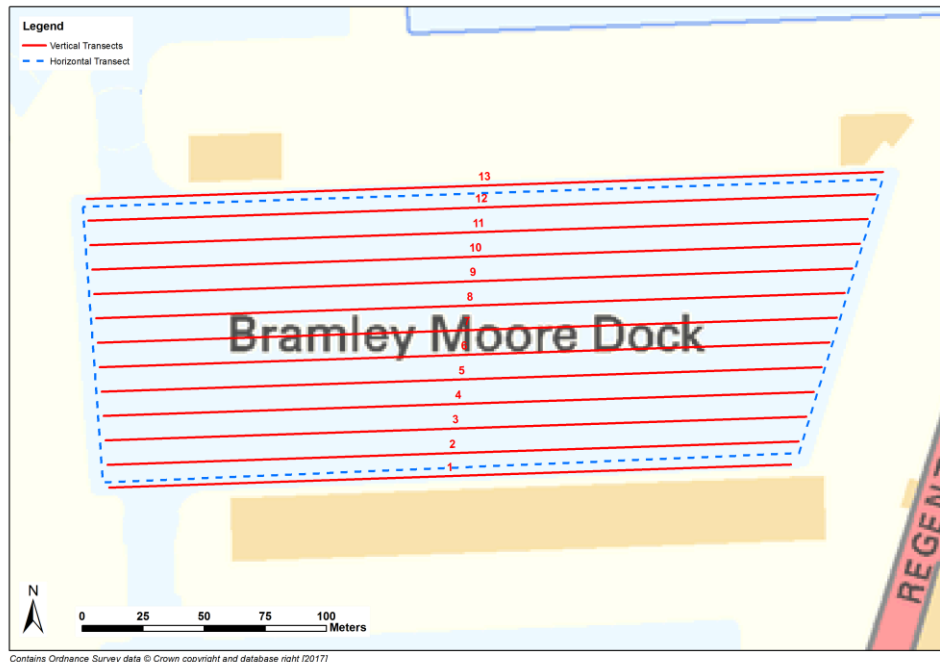 Legend
Vertical Transects
Horizontal Transect
13
12
11
10
9
8
Bramley Moore Dock
6
5
4
3
2
1
REGENT
N
0 25 50 75 100
Meters
Contains Ordnance Survey data © Crown copyright and database right [2017]